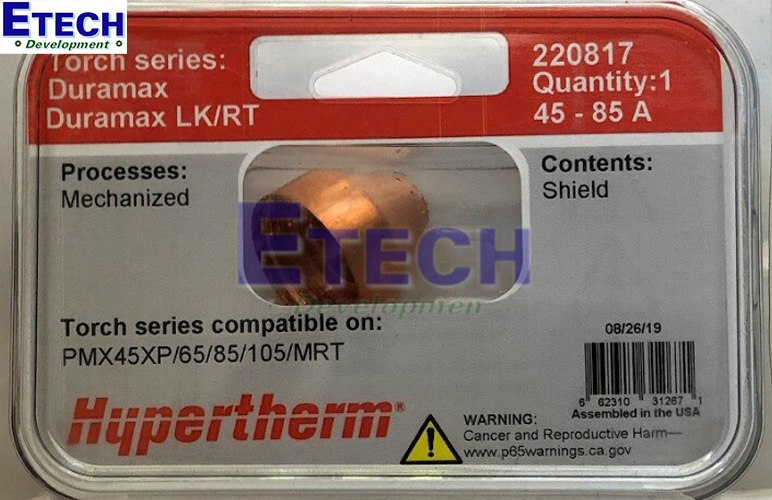 ETECH
Development
Torch series:
Duramax
Duramax LK/RT
220817
Quantity:1
45 - 85 A
Processes:
Mechanized
Contents:
Shield
ETECH
Developmen
Torch series compatible on:
PMX45XP/65/85/105/MRT
08/26/19
6 62310 31267 1
Assembled in the USA
Hypertherm®
WARNING:
Cancer and Reproductive Harm—
www.p65warnings.ca.gov